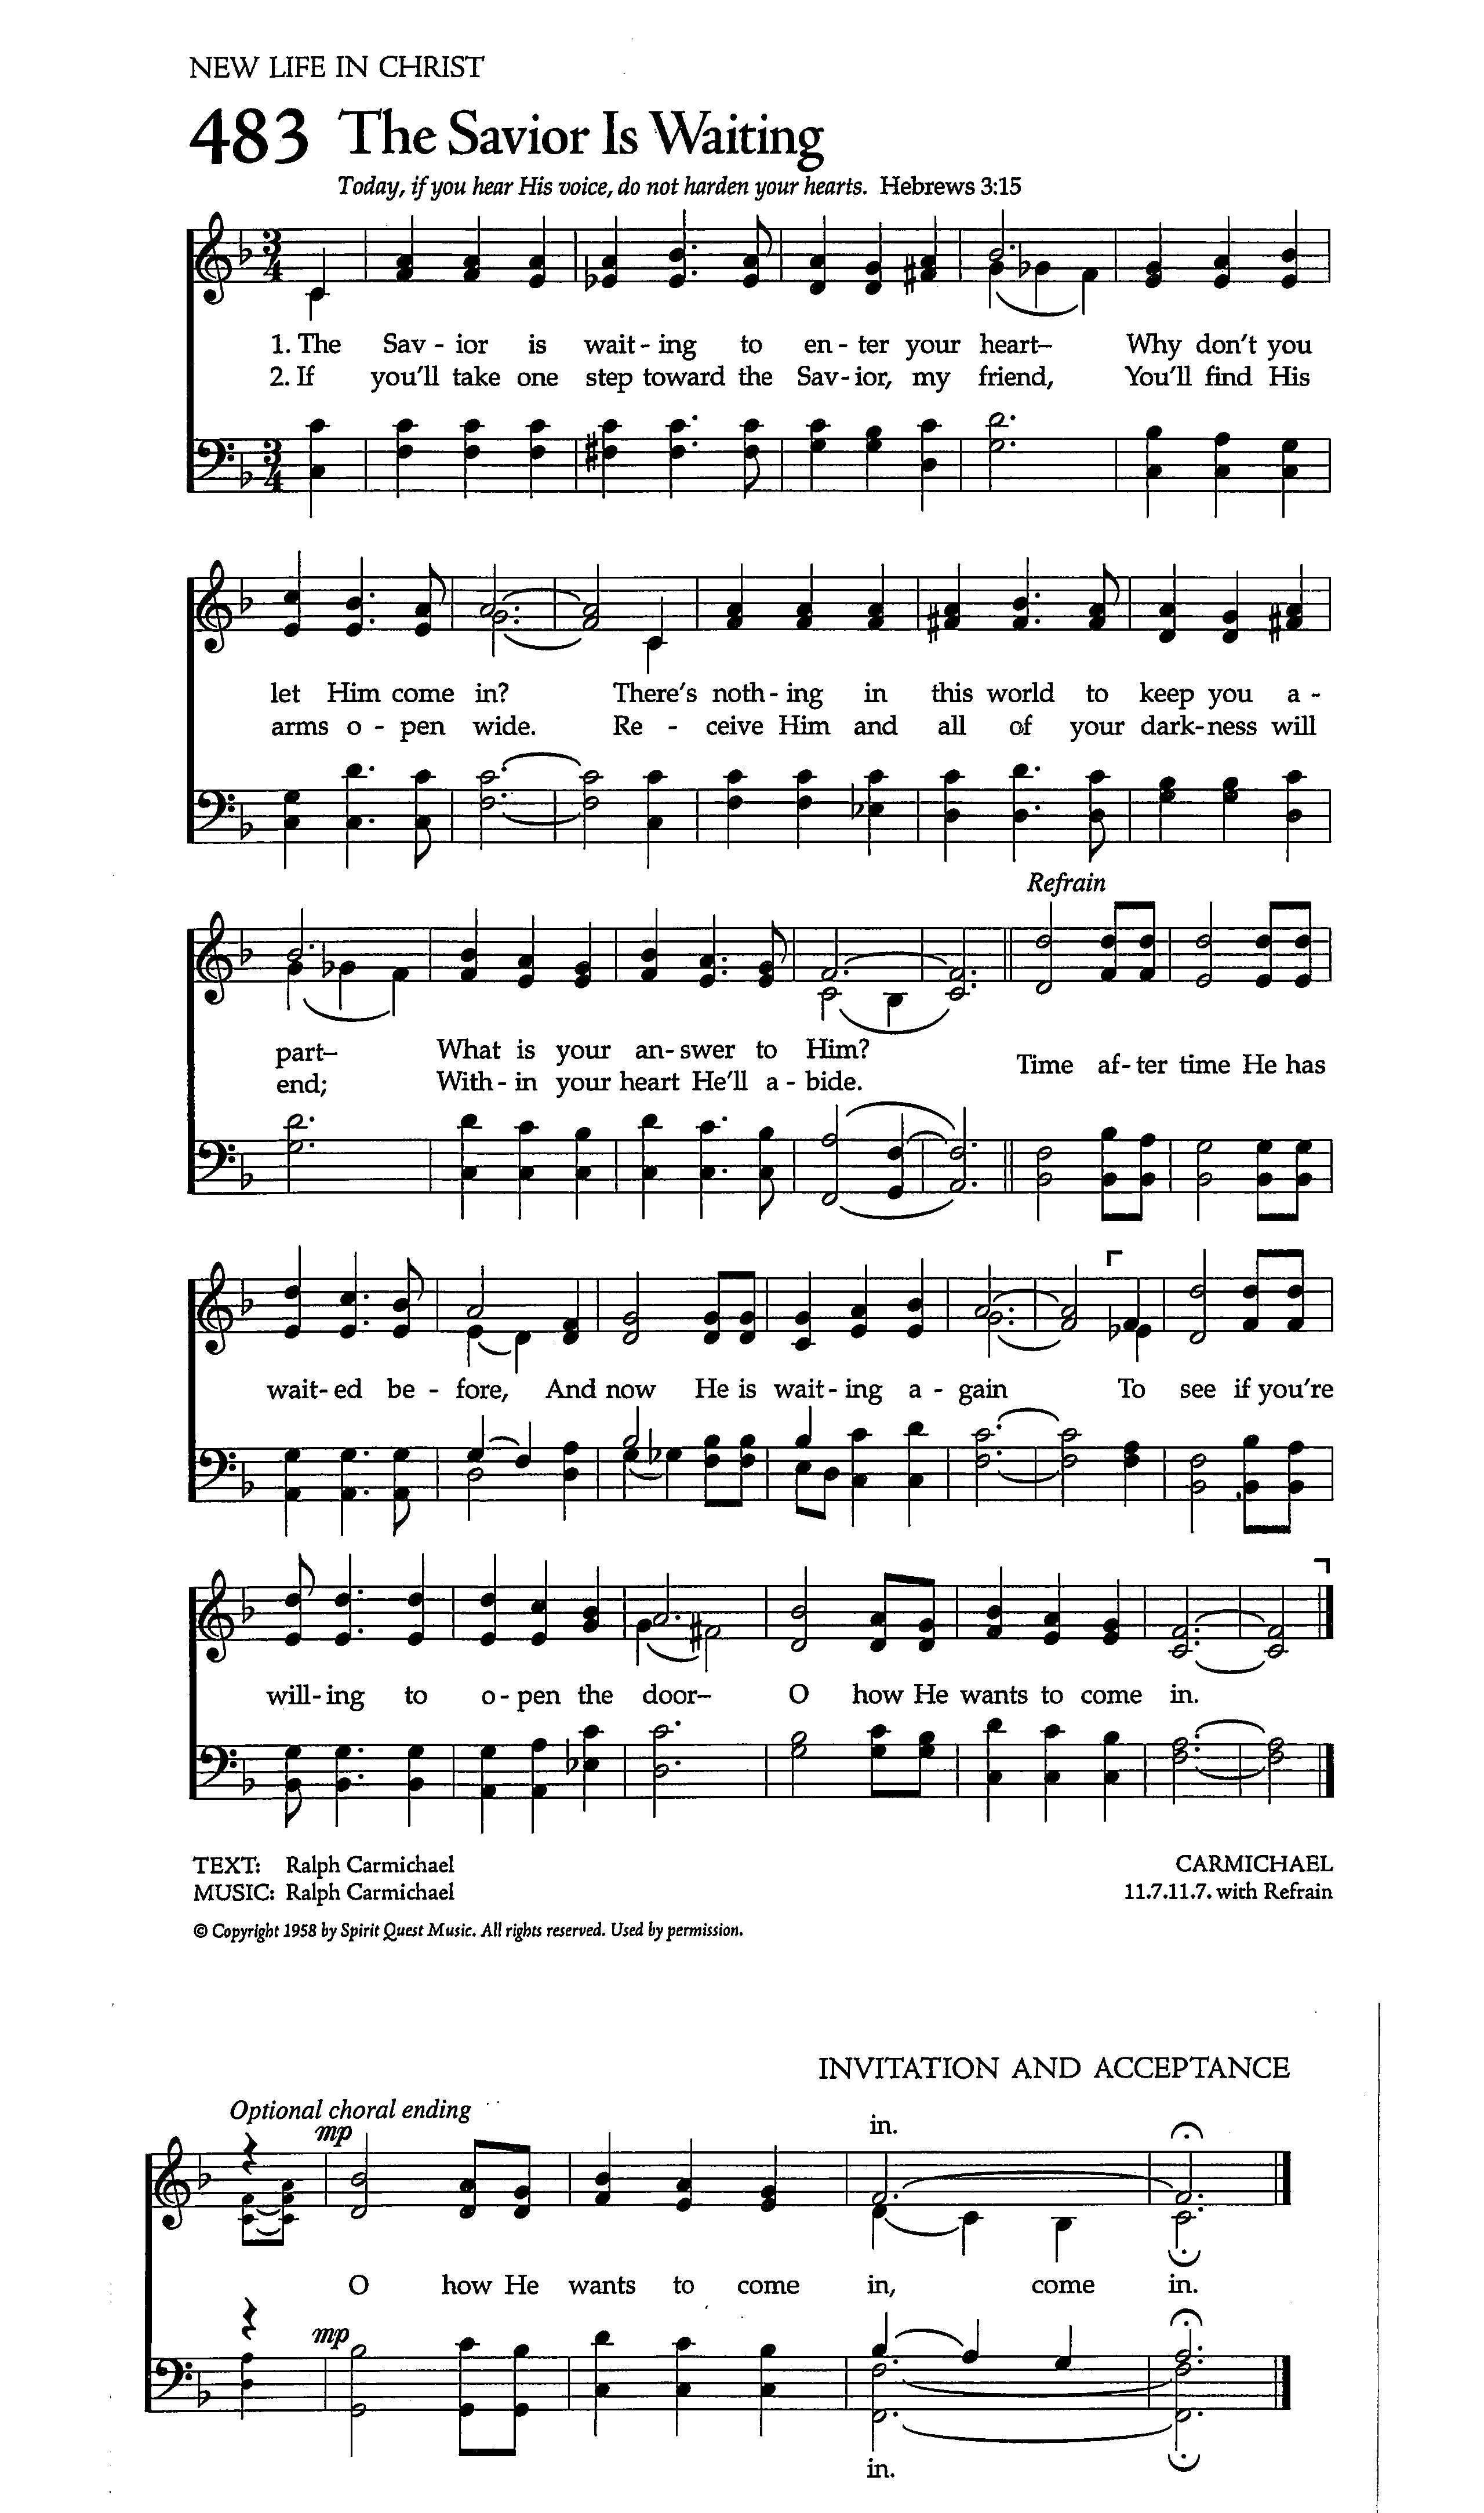 NEW LIFE IN CHRIST
483 The Savior Is Waiting
Today, if you hear His voice, do not harden your hearts. Hebrews 3:15
3 4
1. The Sav - ior is wait - ing to en - ter your heart– Why don't you
2. If you'll take one step toward the Sav - ior, my friend, You'll find His
3 4
let Him come in? There's noth - ing in this world to keep you a -
arms o - pen wide. Re - ceive Him and all of your dark - ness will
Refrain
part– What is your an - swer to Him?
end; With - in your heart He'll a - bide.
Time af - ter time He has
wait - ed be - fore, And now He is wait - ing a - gain To see if you're
will - ing to o - pen the door– O how He wants to come in.
TEXT: Ralph Carmichael
MUSIC: Ralph Carmichael
CARMICHAEL
11.7.11.7. with Refrain
© Copyright 1958 by Spirit Quest Music. All rights reserved. Used by permission.
INVITATION AND ACCEPTANCE
Optional choral ending
mp
in.
O how He wants to come in, come in.
mp
in.